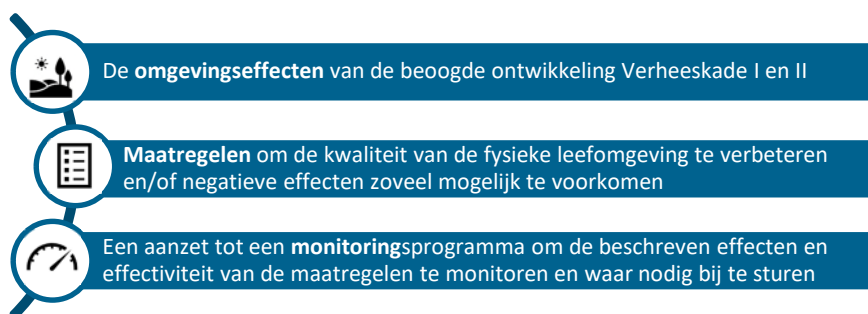 De omgevingseffecten van de beoogde ontwikkeling Verheeskade I en II
Maatregelen om de kwaliteit van de fysieke leefomgeving te verbeteren
en/of negatieve effecten zoveel mogelijk te voorkomen
Een aanzet tot een monitoringsprogramma om de beschreven effecten en
effectiviteit van de maatregelen te monitoren en waar nodig bij te sturen